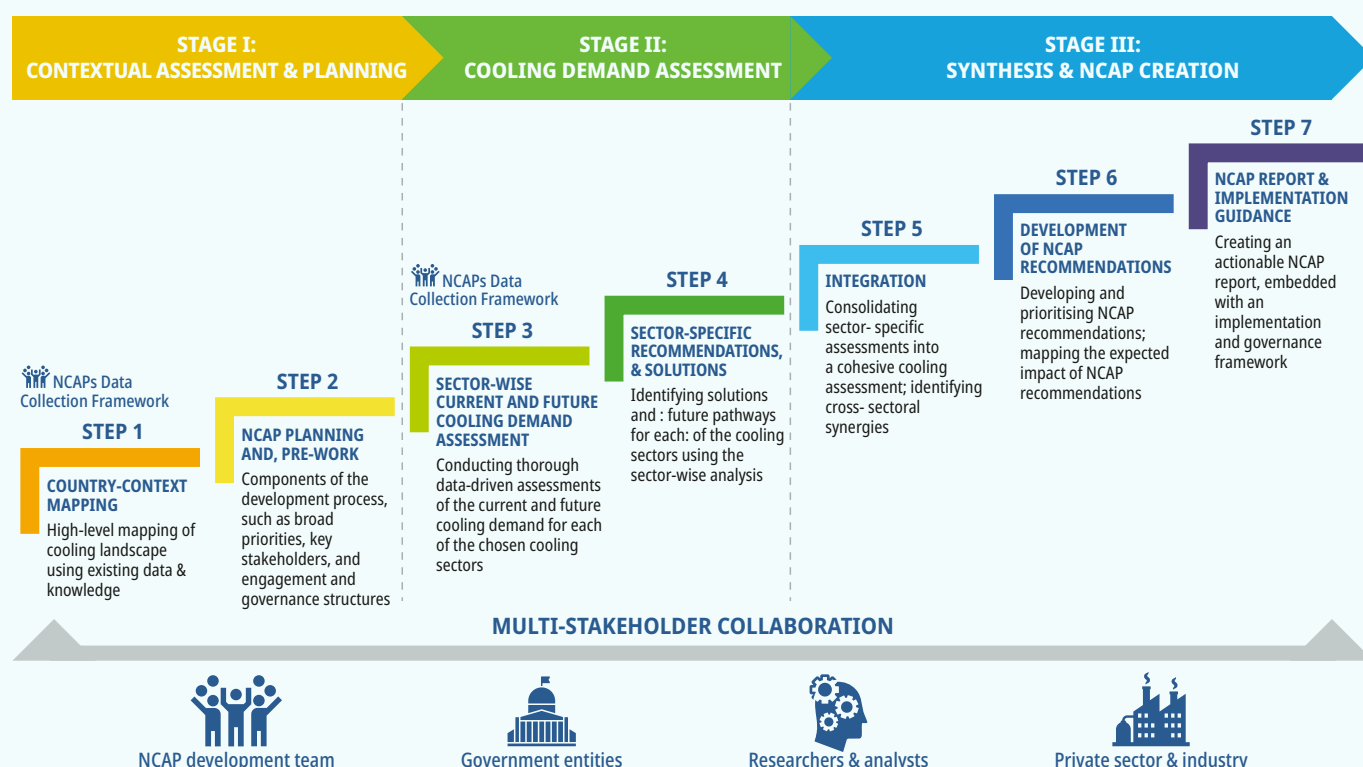 STAGE I:
CONTEXTUAL ASSESSMENT & PLANNING
STAGE II:
COOLING DEMAND ASSESSMENT
STAGE III:
SYNTHESIS & NCAP CREATION
NCAPs Data
Collection Framework
STEP 1
COUNTRY-CONTEXT
MAPPING
High-level mapping of
cooling landscape
using existing data &
knowledge
STEP 2
NCAP PLANNING
AND, PRE-WORK
Components of the
development process,
such as broad
priorities, key
stakeholders, and
engagement and
governance structures
NCAPs Data
Collection Framework
STEP 3
SECTOR-WISE
CURRENT AND FUTURE
COOLING DEMAND
ASSESSMENT
Conducting thorough
data-driven assessments
of the current and future
cooling demand for each
of the chosen cooling
sectors
STEP 4
SECTOR-SPECIFIC
RECOMMENDATIONS,
& SOLUTIONS
Identifying solutions
and : future pathways
for each: of the cooling
sectors using the
sector-wise analysis
STEP 5
INTEGRATION
Consolidating
sector- specific
assessments into
a cohesive cooling
assessment; identifying
cross- sectoral
synergies
STEP 6
DEVELOPMENT
OF NCAP
RECOMMENDATIONS
Developing and
prioritising NCAP
recommendations;
mapping the expected
impact of NCAP
recommendations
STEP 7
NCAP REPORT &
IMPLEMENTATION
GUIDANCE
Creating an
actionable NCAP
report, embedded
with an
implementation
and governance
framework
MULTI-STAKEHOLDER COLLABORATION
NCAP development team
Government entities
Researchers & analysts
Private sector & industry